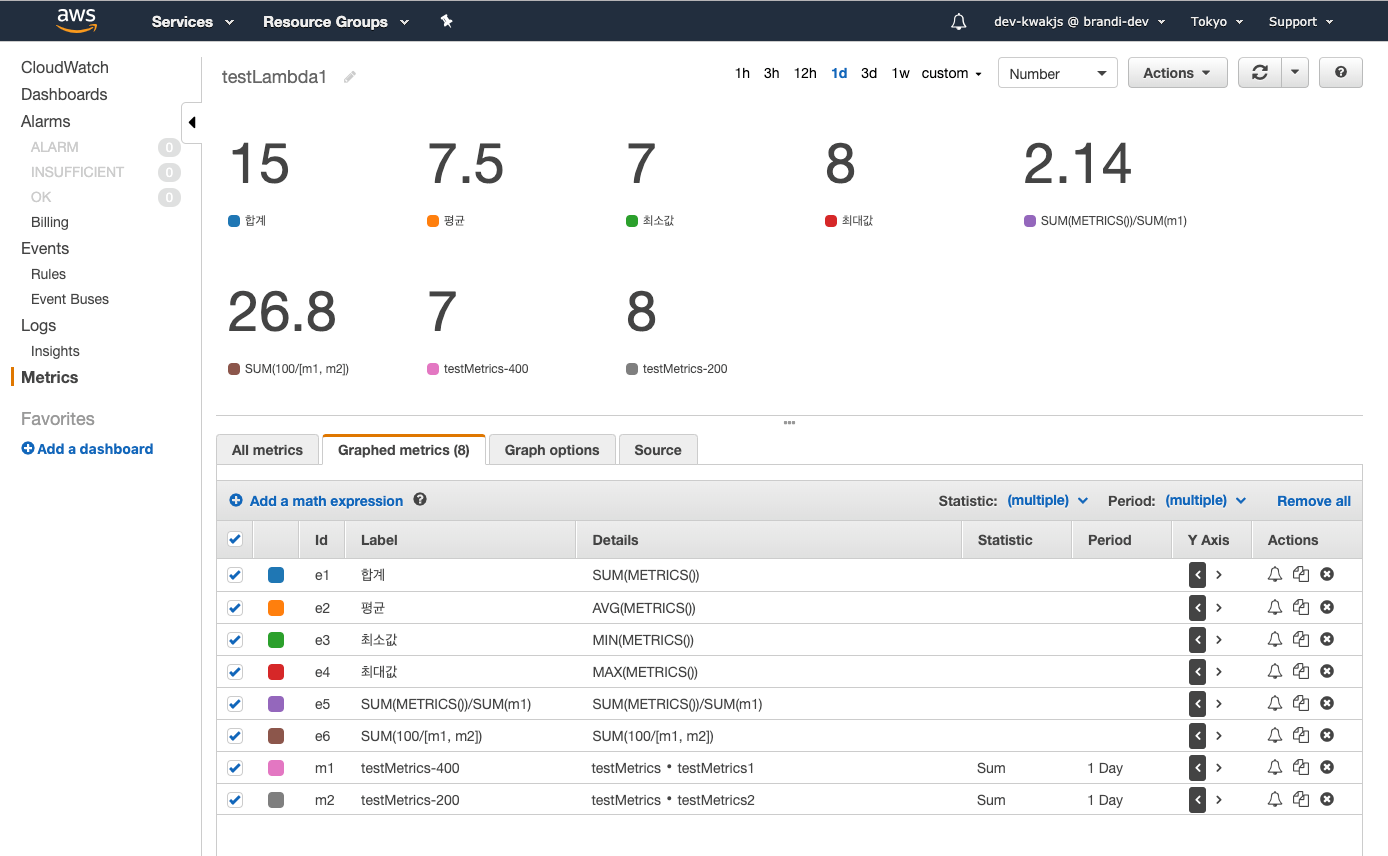 aws Services Resource Groups dev-kwakjs @ brandi-dev Tokyo Support
CloudWatch
Dashboards
Alarms
ALARM 0
INSUFFICIENT 0
OK 0
Billing
Events
Rules
Event Buses
Logs
Insights
Metrics
Favorites
Add a dashboard
testLambda1 1h 3h 12h 1d 3d 1w custom Number Actions ?
15 7.5 7 8 2.14
합계 평균 최소값 최대값 SUM(METRICS())/SUM(m1)
26.8 7 8
SUM(100/[m1, m2]) testMetrics-400 testMetrics-200
All metrics Graphed metrics (8) Graph options Source
Add a math expression ? Statistic: (multiple) Period: (multiple) Remove all
Id Label Details Statistic Period Y Axis Actions
e1 합계 SUM(METRICS())
e2 평균 AVG(METRICS())
e3 최소값 MIN(METRICS())
e4 최대값 MAX(METRICS())
e5 SUM(METRICS())/SUM(m1) SUM(METRICS())/SUM(m1)
e6 SUM(100/[m1, m2]) SUM(100/[m1, m2])
m1 testMetrics-400 testMetrics • testMetrics1 Sum 1 Day
m2 testMetrics-200 testMetrics • testMetrics2 Sum 1 Day